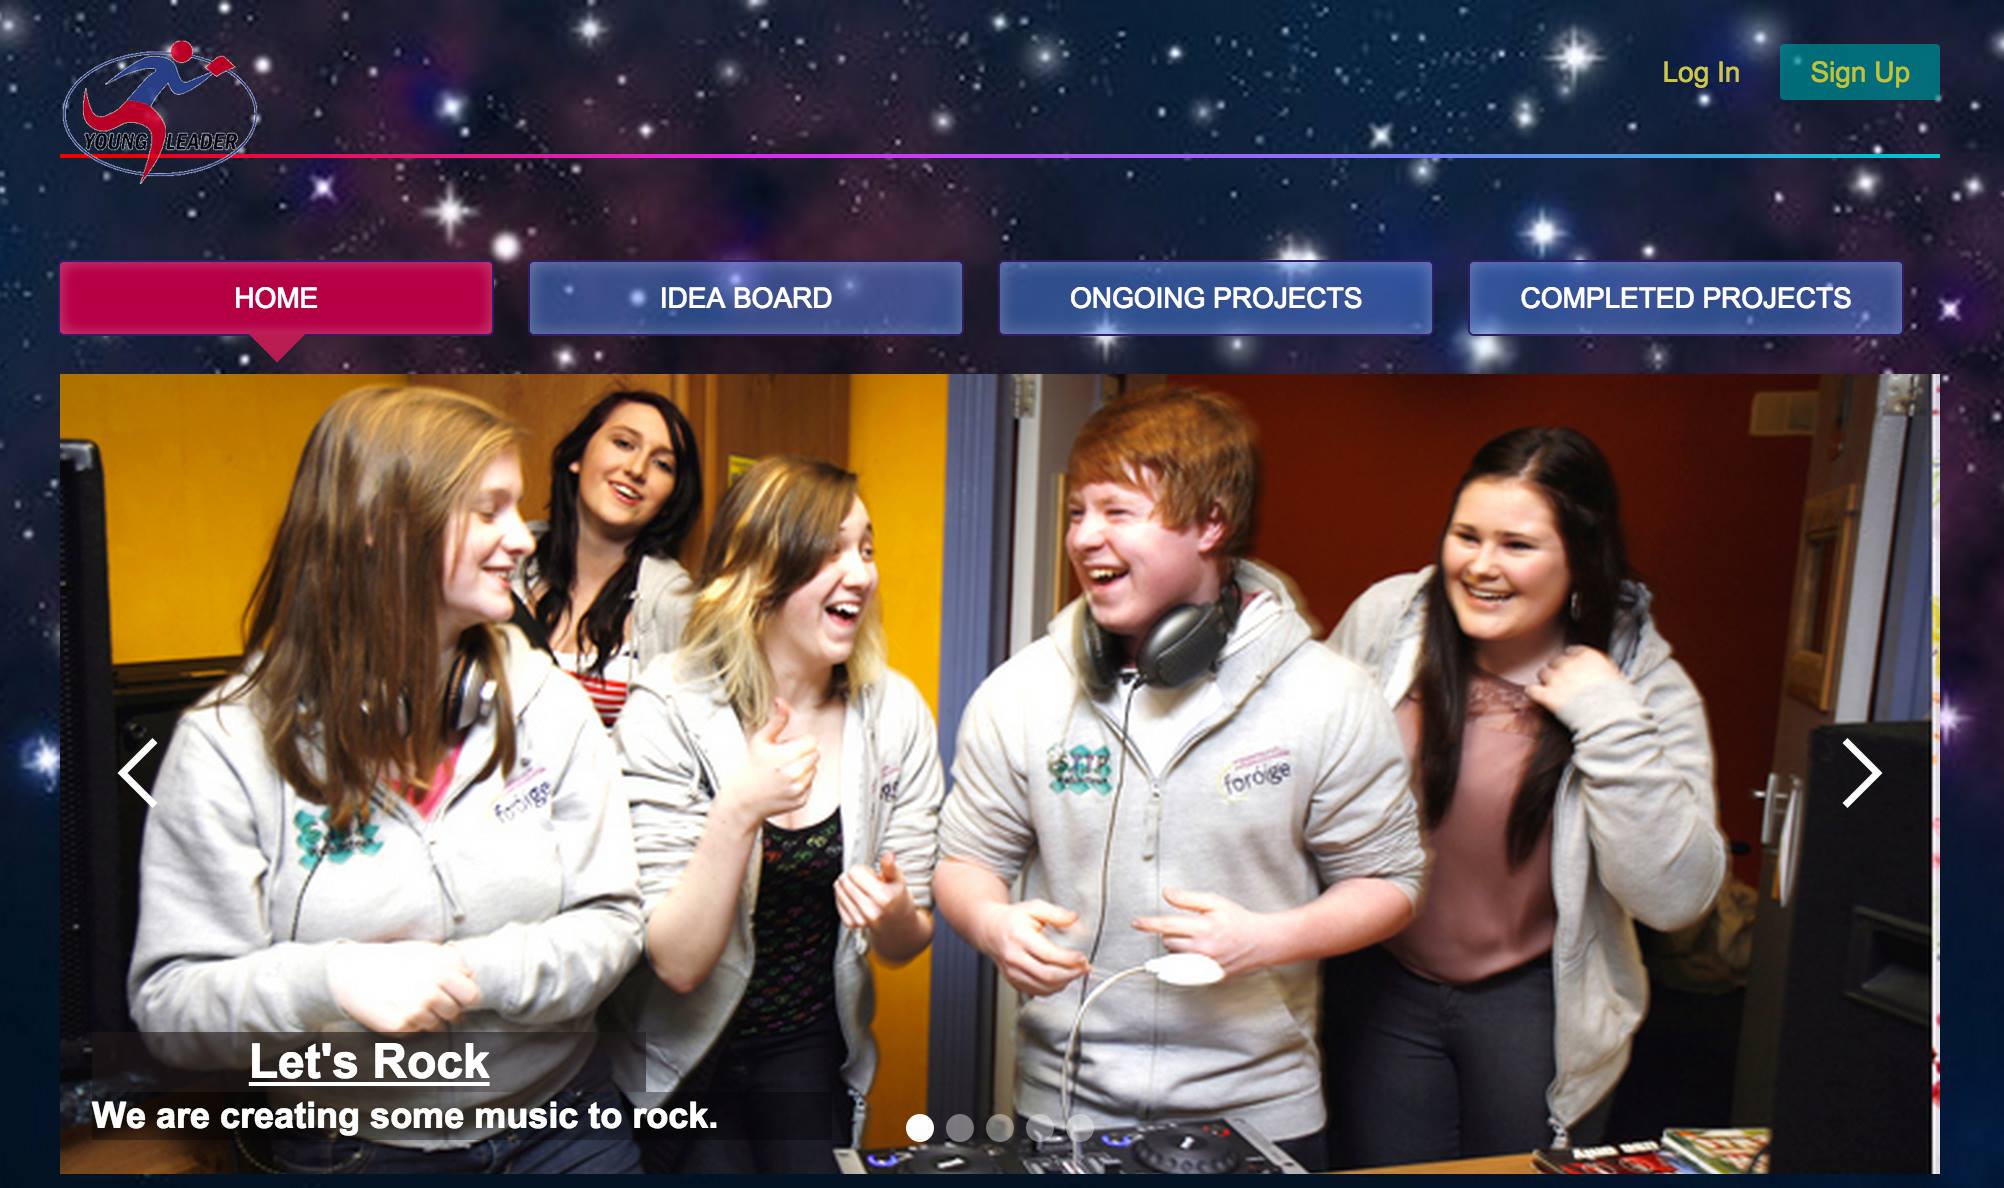 YOUNG LEADER
Log In
Sign Up
HOME
IDEA BOARD
ONGOING PROJECTS
COMPLETED PROJECTS
foróige
foróige
Let's Rock
We are creating some music to rock.